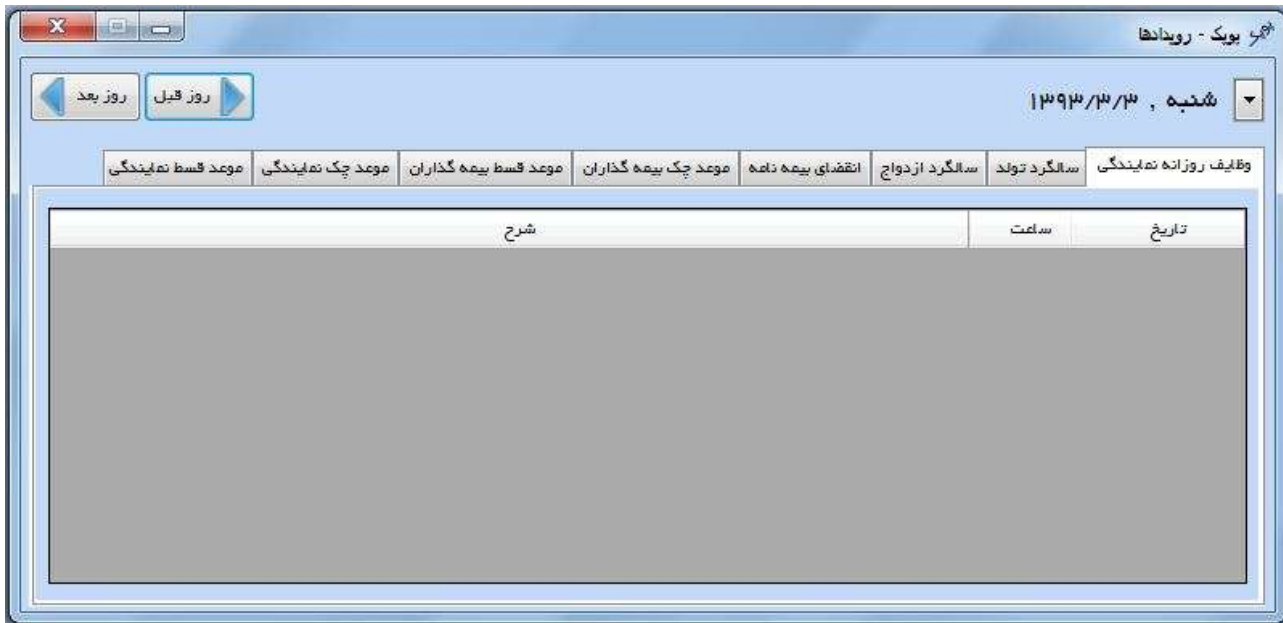 پوپک - رویدادها
شنبه , ۱۳۹۳/۳/۳
روز قبل
روز بعد
وظایف روزانه نمایندگی سالگرد تولد سالگرد ازدواج انقضای بیمه نامه موعد چک بیمه گذاران موعد قسط بیمه گذاران موعد چک نمایندگی موعد قسط نمایندگی
تاریخ ساعت شرح